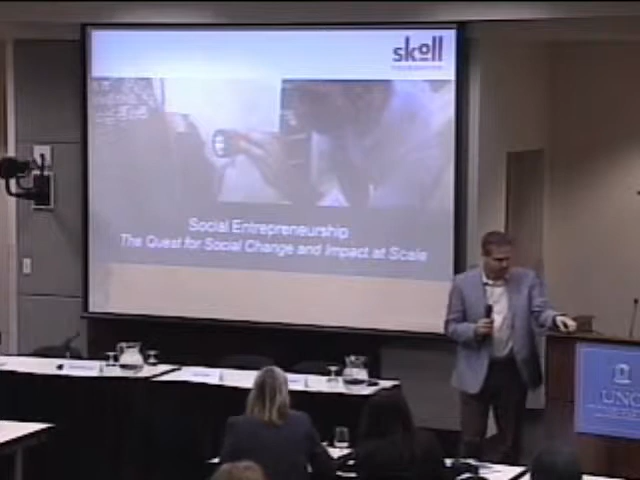 skoll
Social Entrepreneurship
The Quest for Social Change and Impact at Scale
UNC